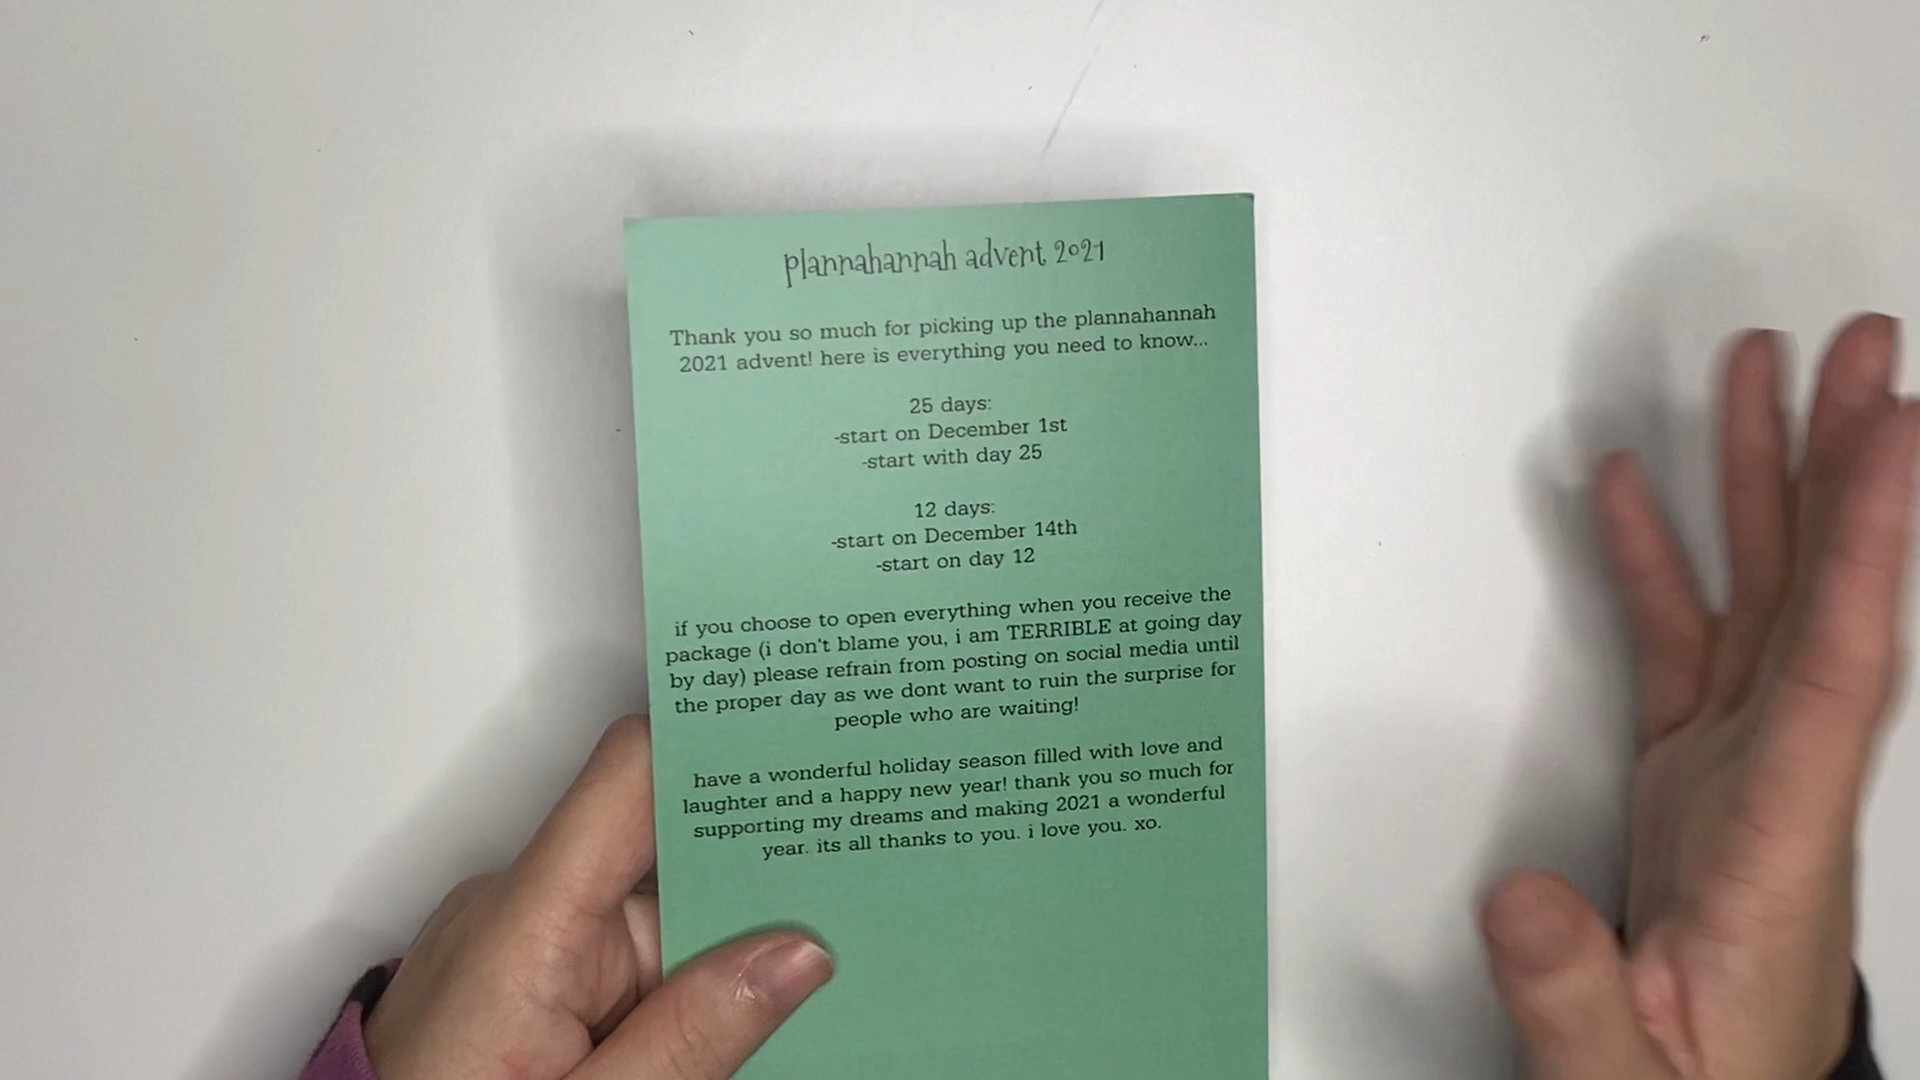 plannahannah advent 2021
Thank you so much for picking up the plannahannah
2021 advent! here is everything you need to know...
25 days:
-start on December 1st
-start with day 25
12 days:
-start on December 14th
-start on day 12
if you choose to open everything when you receive the
package (i don't blame you, i am TERRIBLE at going day
by day) please refrain from posting on social media until
the proper day as we dont want to ruin the surprise for
people who are waiting!
have a wonderful holiday season filled with love and
laughter and a happy new year! thank you so much for
supporting my dreams and making 2021 a wonderful
year. its all thanks to you. i love you. xo.